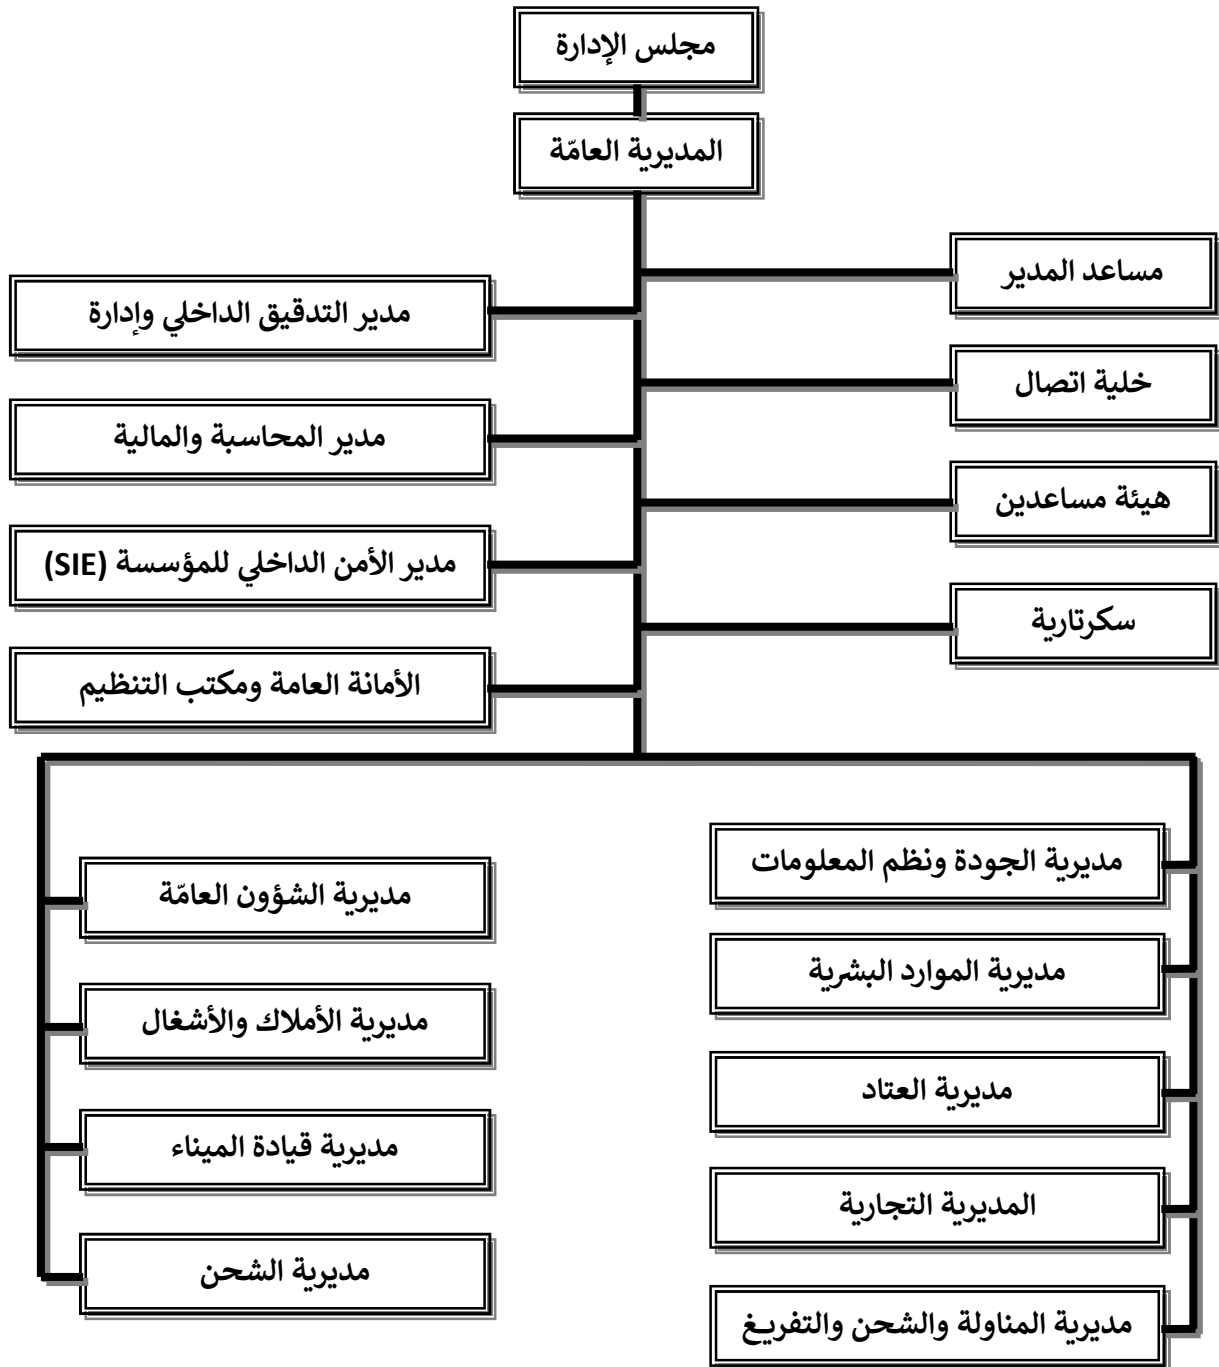 مجلس الإدارة
المديرية العامّة
مساعد المدير
مدير التدقيق الداخلي وإدارة
خلية اتصال
مدير المحاسبة والمالية
هيئة مساعدين
مدير الأمن الداخلي للمؤسسة (SIE)
سكرتارية
الأمانة العامة ومكتب التنظيم
مديرية الجودة ونظم المعلومات
مديرية الشؤون العامّة
مديرية الموارد البشرية
مديرية الأملاك والأشغال
مديرية العتاد
مديرية قيادة الميناء
المديرية التجارية
مديرية الشحن
مديرية المناولة والشحن والتفريغ